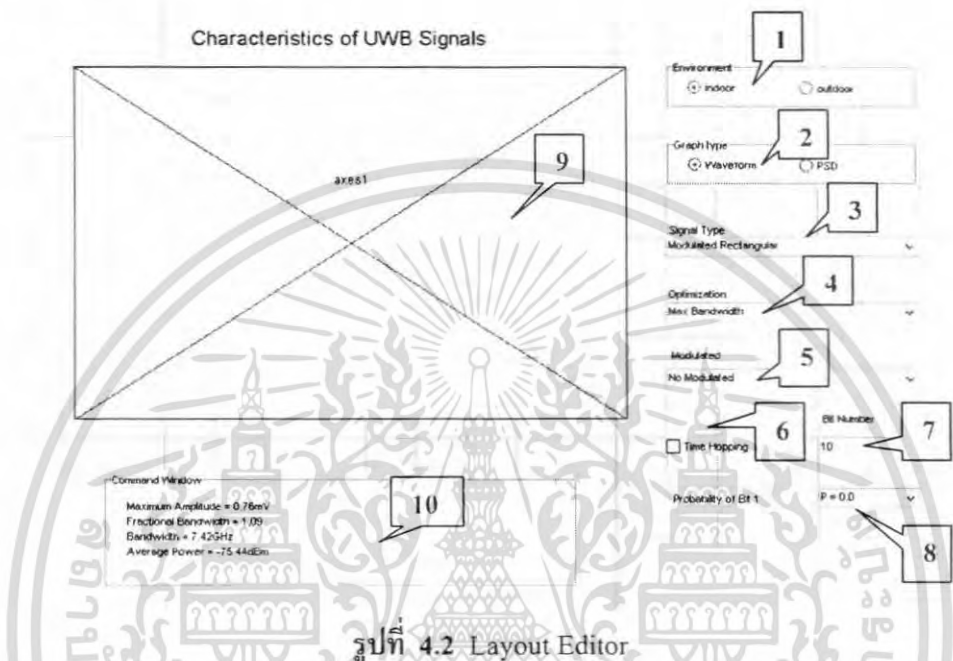 Characteristics of UWB Signals
axes1
9
1
Environment
indoor
outdoor
2
Graph type
Waveform
PSD
3
Signal Type
Modulated Rectangular
4
Optimization
Max Bandwidth
5
Modulated
No Modulated
6
Time Hopping
Bit Number
10
7
Probability of Bit 1
P = 0.0
8
Command Window
Maximum Amplitude = 0.76mV
Fractional Bandwidth = 1.09
Bandwidth = 7.42GHz
Average Power = -75.44dBm
10
รูปที่ 4.2 Layout Editor